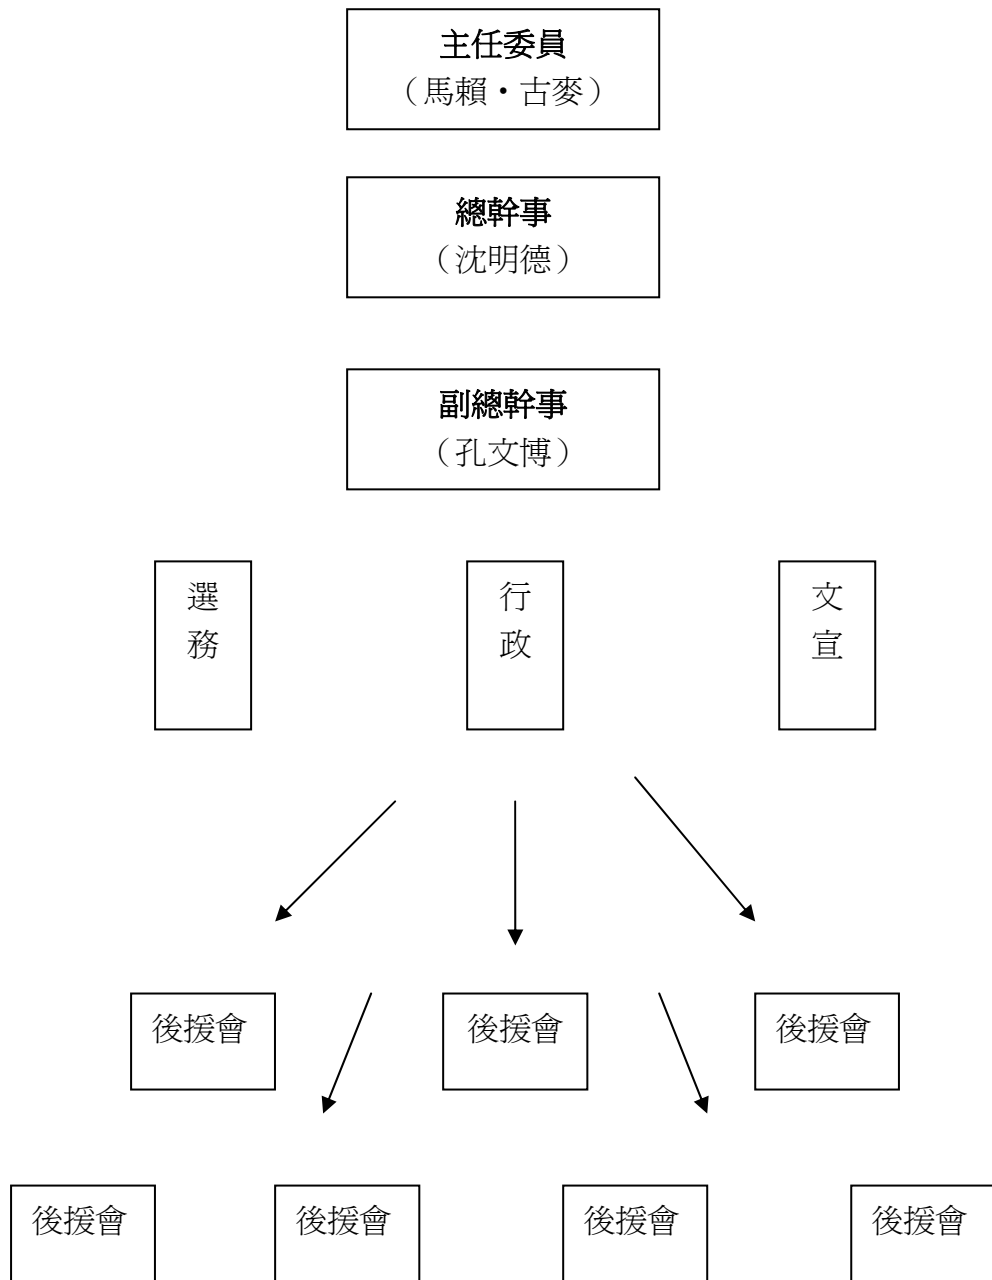 主任委員
（馬賴・古麥）
總幹事
（沈明德）
副總幹事
（孔文博）
選務
行政
文宣
後援會
後援會
後援會
後援會
後援會
後援會
後援會